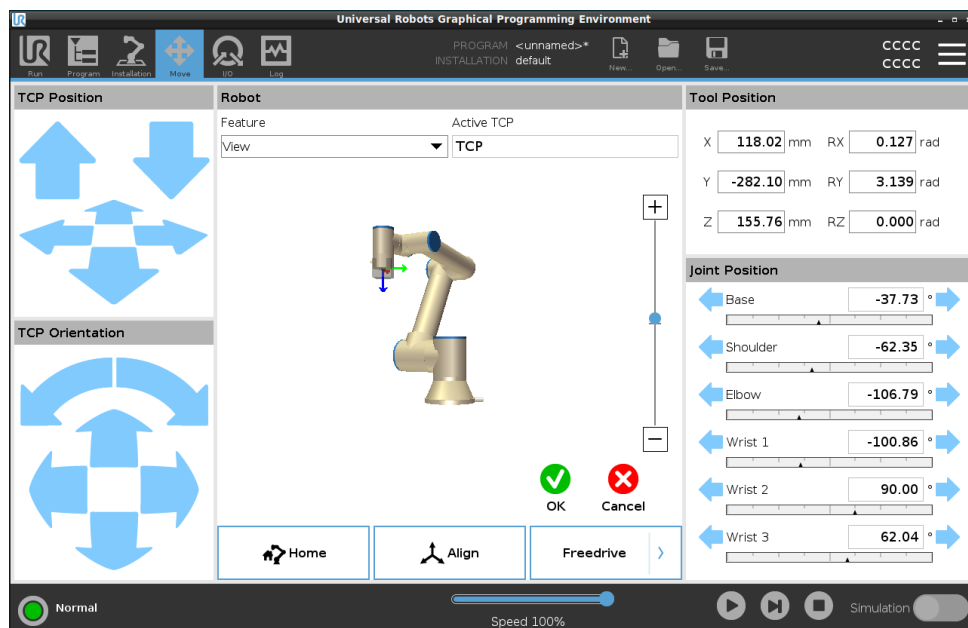 UR
Universal Robots Graphical Programming Environment
UR
Run
Program
Installation
Move
I/O
Log
PROGRAM <unnamed>*
INSTALLATION default
New...
Open...
Save...
CCCC
CCCC
TCP Position
Robot
Tool Position
Feature
Active TCP
View
TCP
X 118.02 mm RX 0.127 rad
Y -282.10 mm RY 3.139 rad
Z 155.76 mm RZ 0.000 rad
Joint Position
Base -37.73 °
Shoulder -62.35 °
Elbow -106.79 °
Wrist 1 -100.86 °
Wrist 2 90.00 °
Wrist 3 62.04 °
TCP Orientation
OK
Cancel
Home
Align
Freedrive
Normal
Speed 100%
Simulation